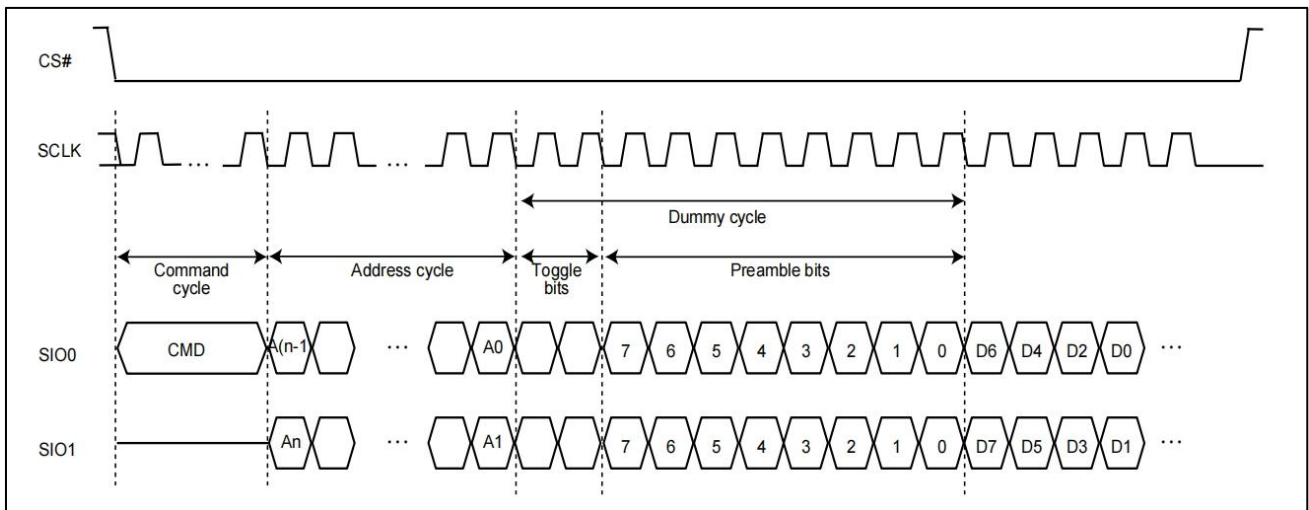 CS#
SCLK ... ...
Dummy cycle
Command cycle Address cycle Toggle bits Preamble bits
SIO0 CMD A(n-1 ... A0 7 6 5 4 3 2 1 0 D6 D4 D2 D0 ...
SIO1 An ... A1 7 6 5 4 3 2 1 0 D7 D5 D3 D1 ...